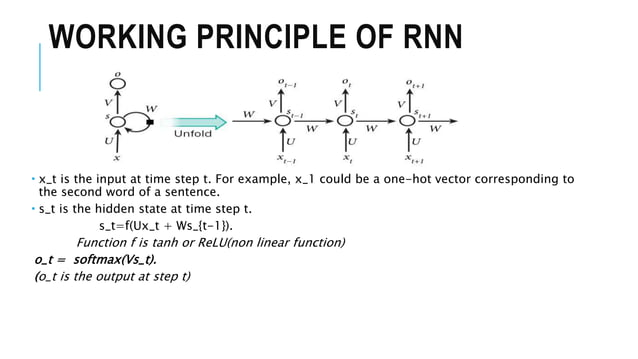 WORKING PRINCIPLE OF RNN
o
V
W
s
U
x
Unfold
o_{t-1} o_t o_{t+1}
V V V
s_{t-1} s_t s_{t+1}
W W W W
U U U
x_{t-1} x_t x_{t+1}
• x_t is the input at time step t. For example, x_1 could be a one-hot vector corresponding to
the second word of a sentence.
• s_t is the hidden state at time step t.
s_t=f(Ux_t + Ws_{t-1}).
Function f is tanh or ReLU(non linear function)
o_t = softmax(Vs_t).
(o_t is the output at step t)